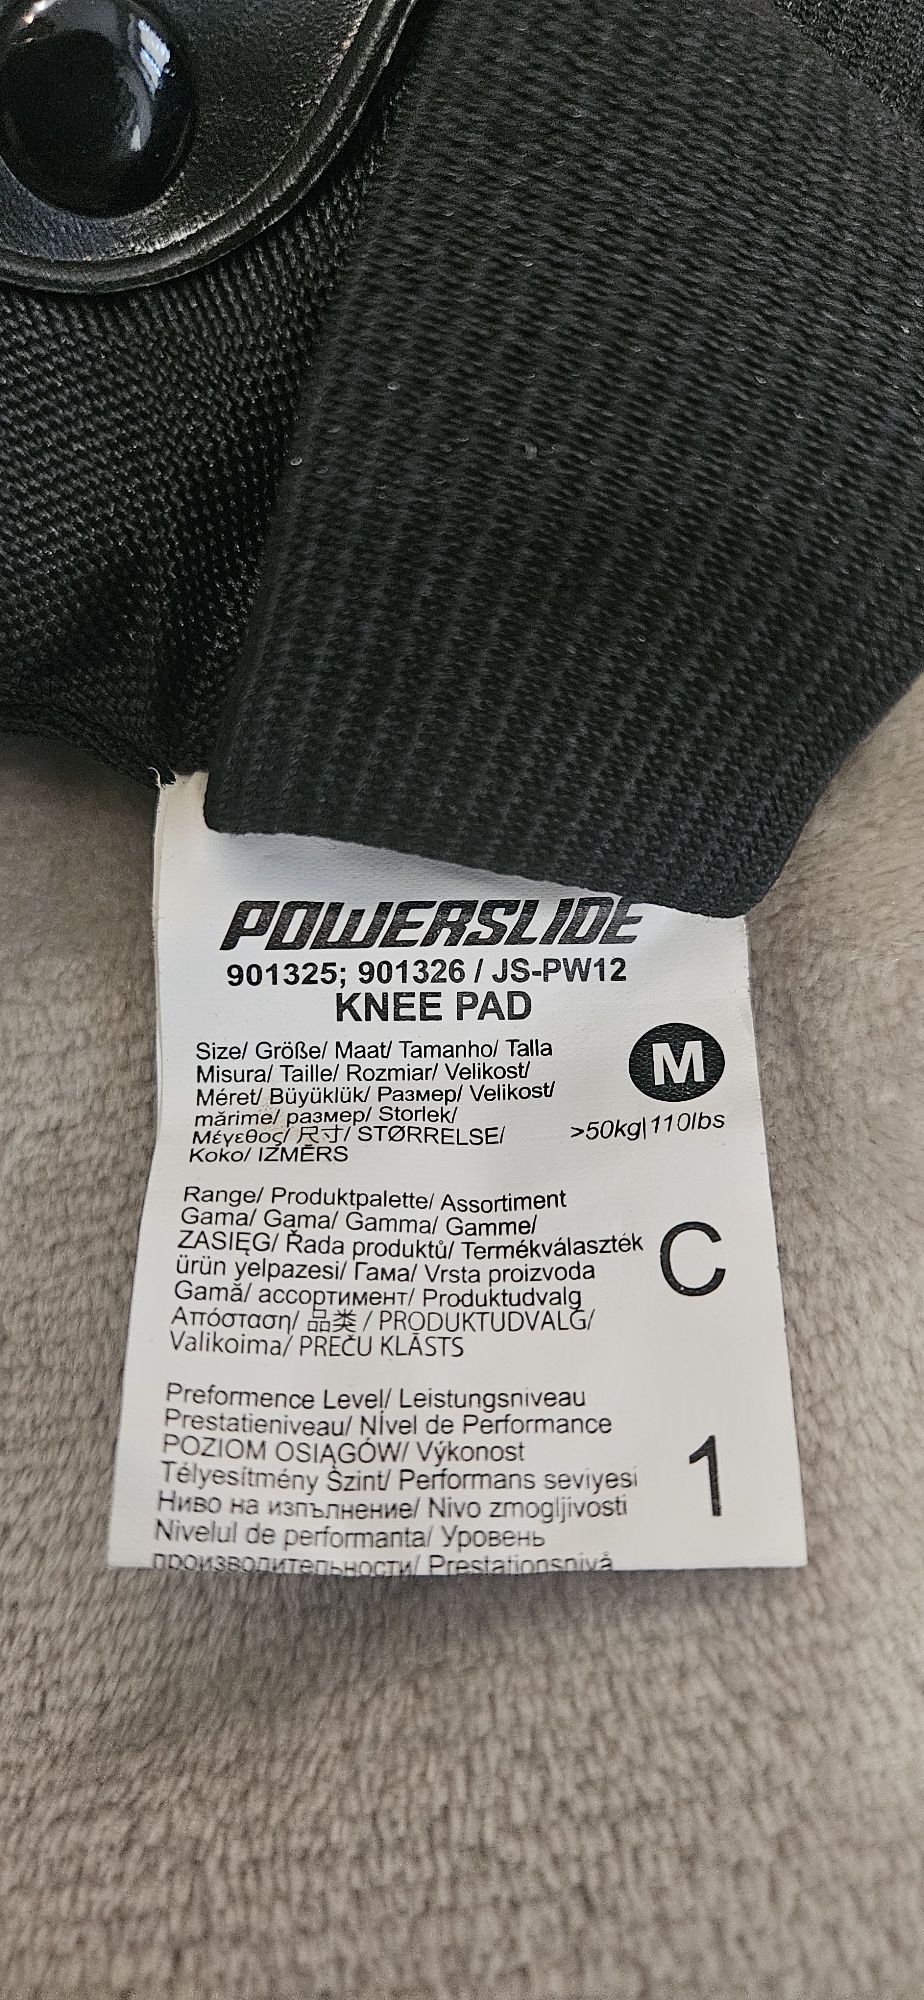 POWERSLIDE
901325; 901326 / JS-PW12
KNEE PAD
Size/ Größe/ Maat/ Tamanho/ Talla
Misura/ Taille/ Rozmiar/ Velikost/
Méret/ Büyüklük/ Размер/ Velikost/
mărime/ размер/ Storlek/
Μέγεθος/ 尺寸/ STØRRELSE/
Koko/ IZMĒRS
M
>50kg|110lbs
Range/ Produktpalette/ Assortiment
Gama/ Gama/ Gamma/ Gamme/
ZASIĘG/ Řada produktů/ Termékválaszték
ürün yelpazesi/ Гама/ Vrsta proizvoda
Gamă/ ассортимент/ Produktudvalg
Απόσταση/ 品类 / PRODUKTUDVALG/
Valikoima/ PREČU KLĀSTS
C
Preformence Level/ Leistungsniveau
Prestatieniveau/ Nível de Performance
POZIOM OSIĄGÓW/ Výkonost
Télyesítmény Szint/ Performans seviyesi
Ниво на изпълнение/ Nivo zmogljivosti
Nivelul de performanta/ Уровень
производительности/ Prestationsnivå
1